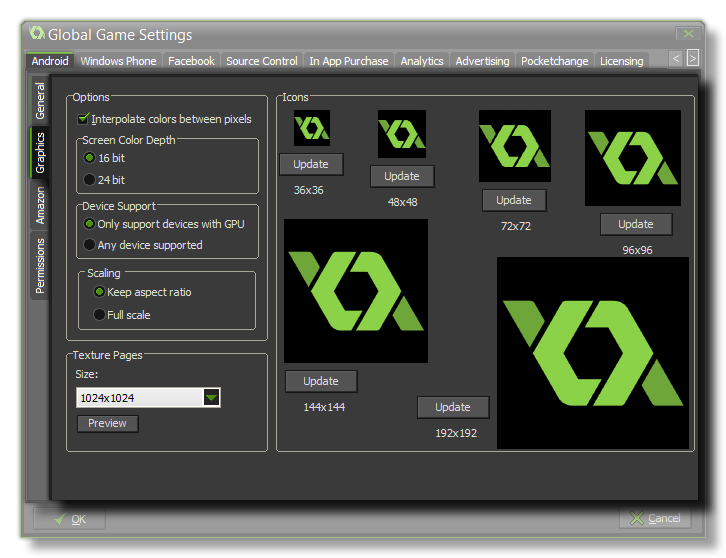 Global Game Settings
Android Windows Phone Facebook Source Control In App Purchase Analytics Advertising Pocketchange Licensing < >
General
Graphics
Amazon
Permissions
Options
Interpolate colors between pixels
Screen Color Depth
16 bit
24 bit
Device Support
Only support devices with GPU
Any device supported
Scaling
Keep aspect ratio
Full scale
Texture Pages
Size:
1024x1024
Preview
Icons
Update
36x36
Update
48x48
Update
72x72
Update
96x96
Update
144x144
Update
192x192
OK
Cancel